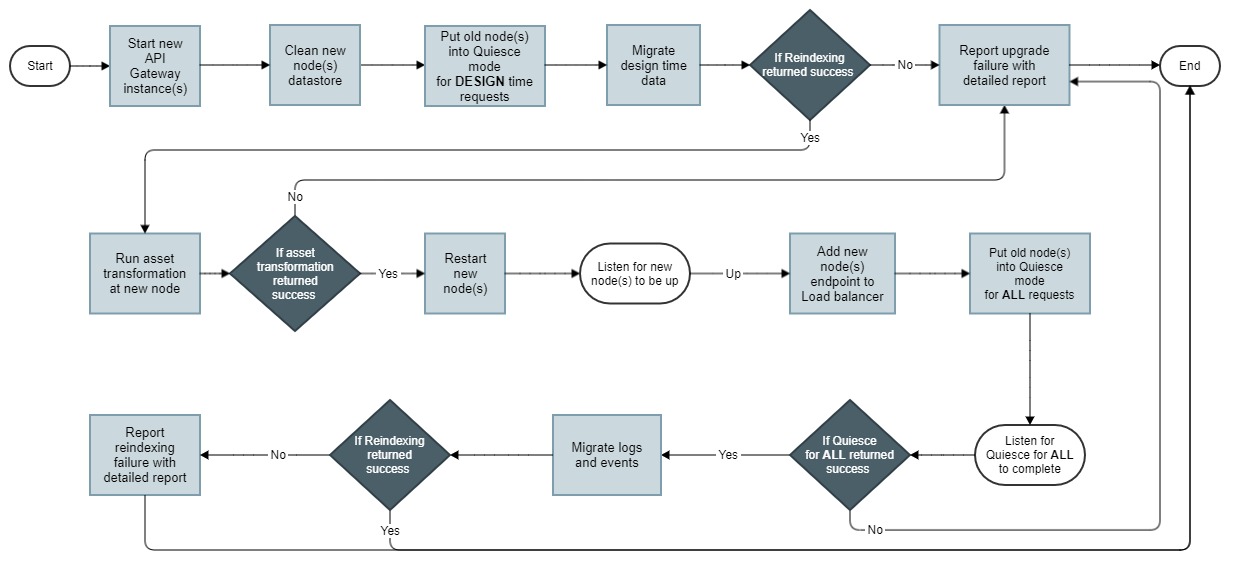 Start
Start new
API
Gateway
instance(s)
Clean new
node(s)
datastore
Put old node(s)
into Quiesce
mode
for DESIGN time
requests
Migrate
design time
data
If Reindexing
returned success
No
Report upgrade
failure with
detailed report
End
Yes
No
Run asset
transformation
at new node
If asset
transformation
returned
success
Yes
Restart
new
node(s)
Listen for new
node(s) to be up
Up
Add new
node(s)
endpoint to
Load balancer
Put old node(s)
into Quiesce
mode
for ALL requests
Report
reindexing
failure with
detailed report
No
If Reindexing
returned
success
Migrate logs
and events
Yes
If Quiesce
for ALL returned
success
Listen for
Quiesce for ALL
to complete
Yes
No